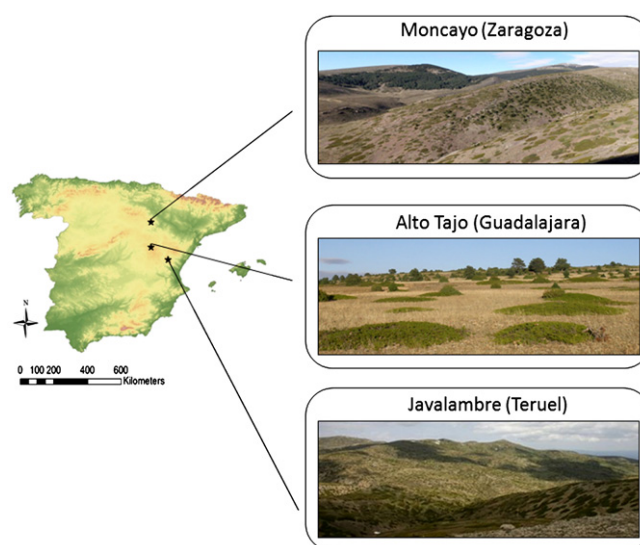 Moncayo (Zaragoza)
Alto Tajo (Guadalajara)
N
0 100 200 400 600
Kilometers
Javalambre (Teruel)